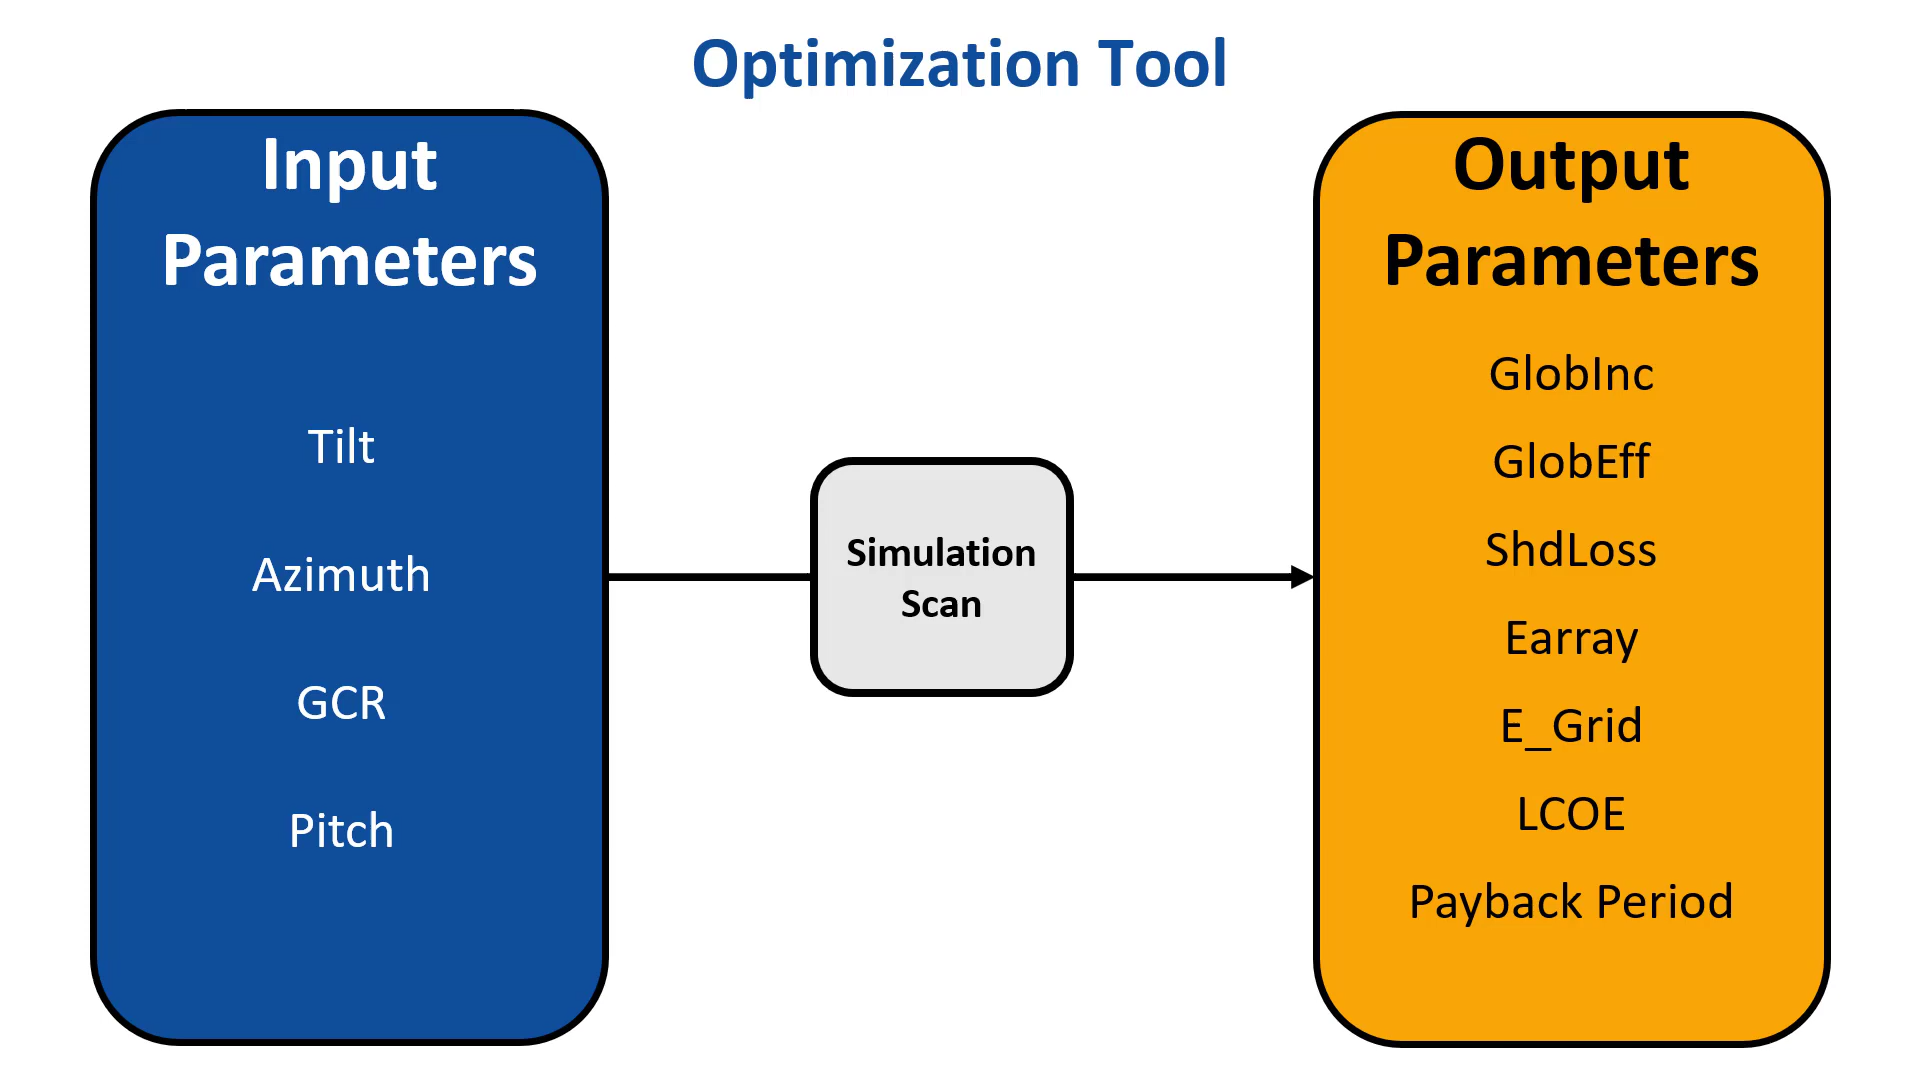 Optimization Tool
Input
Parameters
Tilt
Azimuth
GCR
Pitch
Simulation
Scan
Output
Parameters
GlobInc
GlobEff
ShdLoss
Earray
E_Grid
LCOE
Payback Period